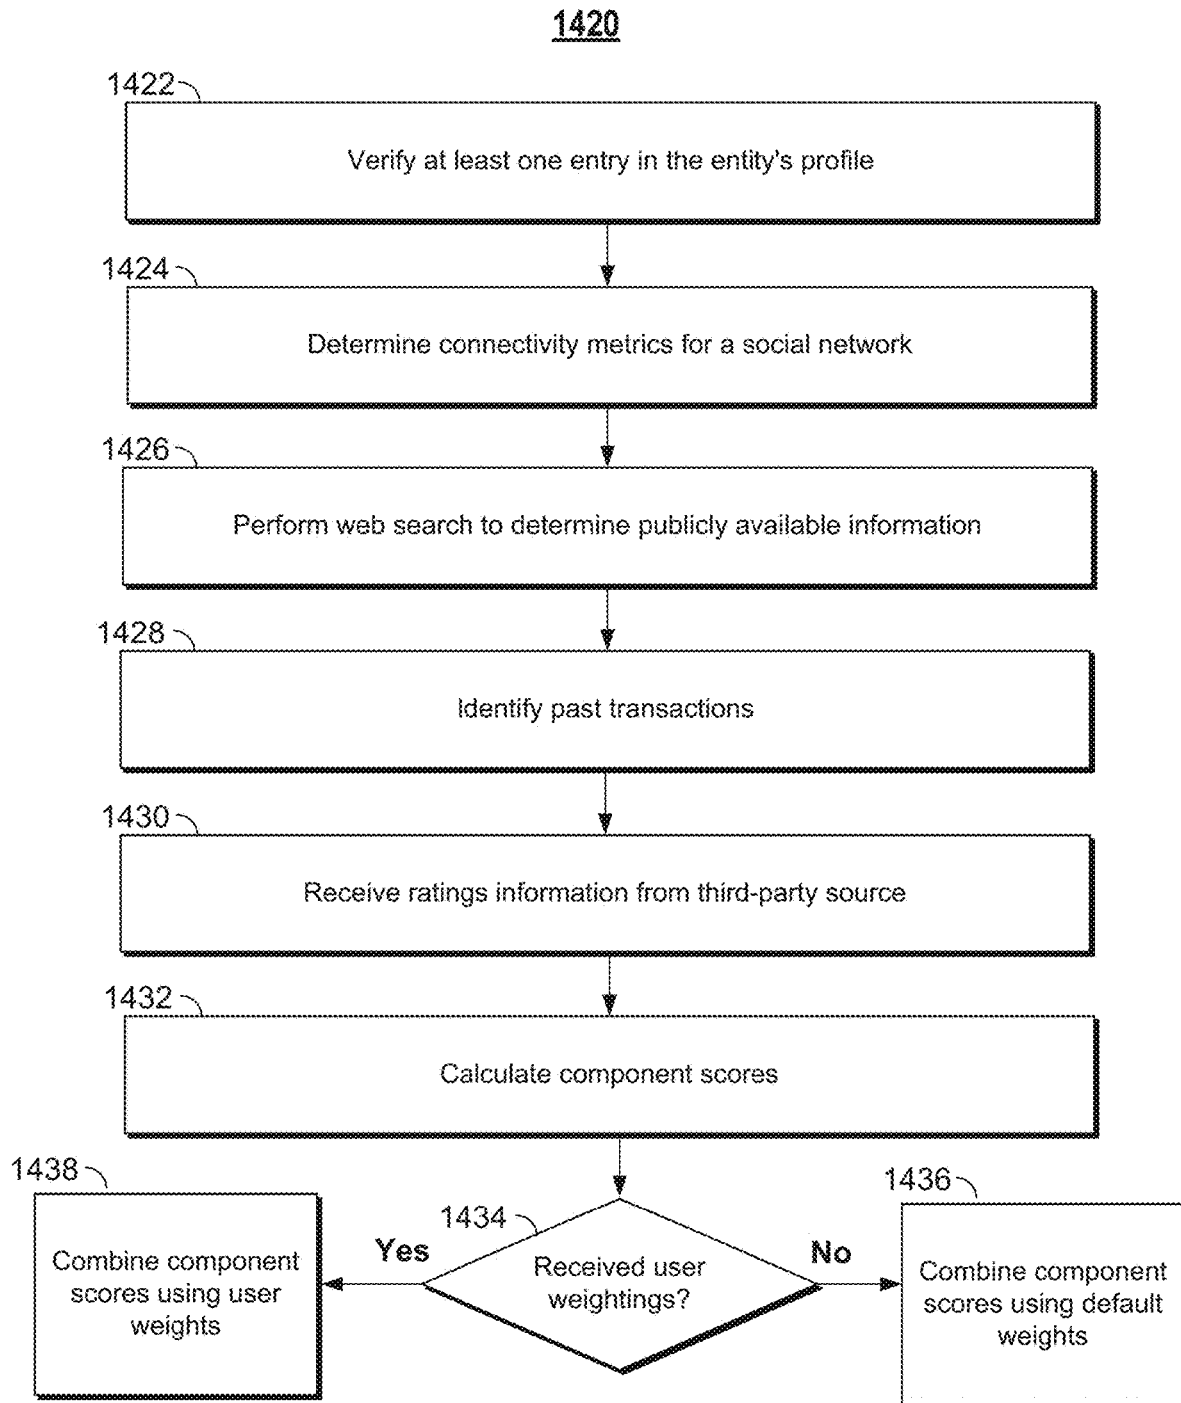 1420
1422
Verify at least one entry in the entity's profile
1424
Determine connectivity metrics for a social network
1426
Perform web search to determine publicly available information
1428
Identify past transactions
1430
Receive ratings information from third-party source
1432
Calculate component scores
1438
Combine component
scores using user
weights
1434
Yes
Received user
weightings?
No
1436
Combine component
scores using default
weights